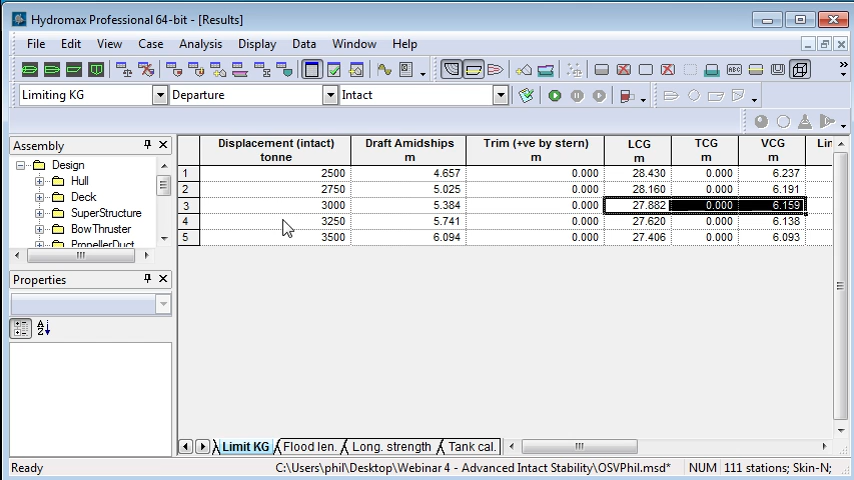 Hydromax Professional 64-bit - [Results]
File Edit View Case Analysis Display Data Window Help
Limiting KG Departure Intact
Assembly
Design
Hull
Deck
SuperStructure
BowThruster
PropellerDuct
Properties
Displacement (intact) tonne Draft Amidships m Trim (+ve by stern) m LCG m TCG m VCG m Lin
1 2500 4.657 0.000 28.430 0.000 6.237
2 2750 5.025 0.000 28.160 0.000 6.191
3 3000 5.384 0.000 27.882 0.000 6.159
4 3250 5.741 0.000 27.620 0.000 6.138
5 3500 6.094 0.000 27.406 0.000 6.093
Limit KG Flood len. Long. strength Tank cal.
Ready C:\Users\phil\Desktop\Webinar 4 - Advanced Intact Stability\OSVPhil.msd* NUM 111 stations; Skin-N;